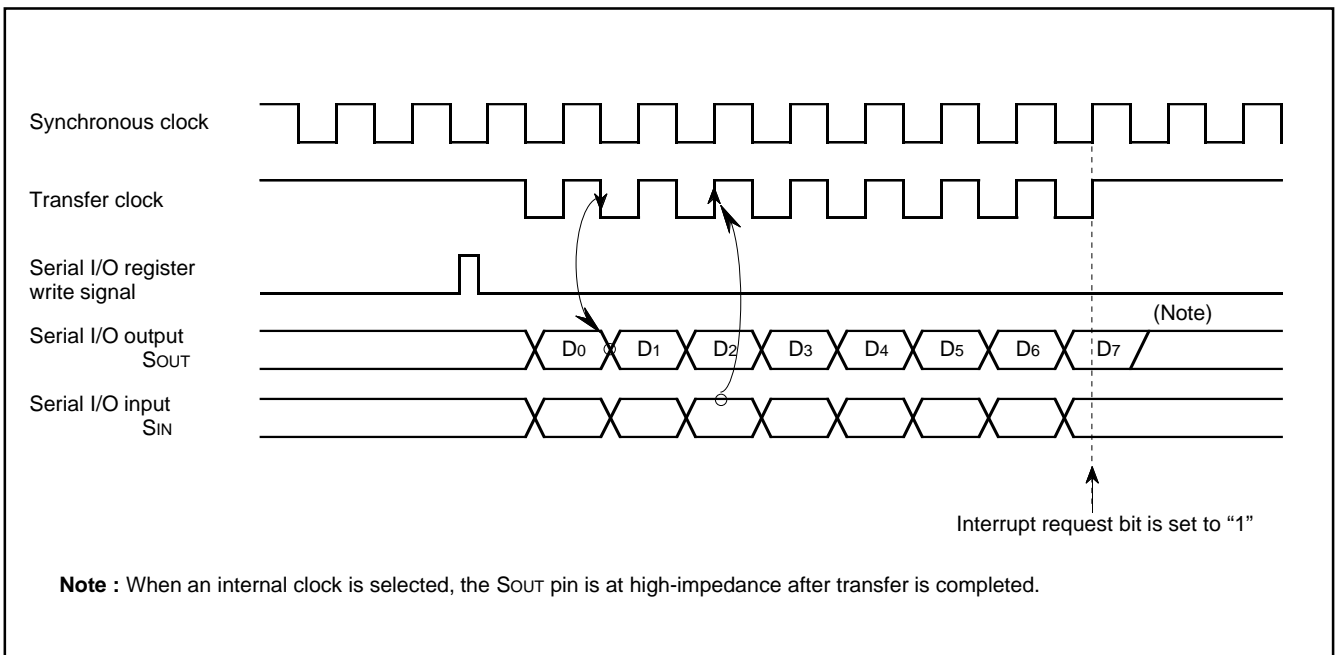 Synchronous clock
Transfer clock
Serial I/O register
write signal
(Note)
Serial I/O output
SOUT
D0 D1 D2 D3 D4 D5 D6 D7
Serial I/O input
SIN
Interrupt request bit is set to “1”
Note : When an internal clock is selected, the SOUT pin is at high-impedance after transfer is completed.